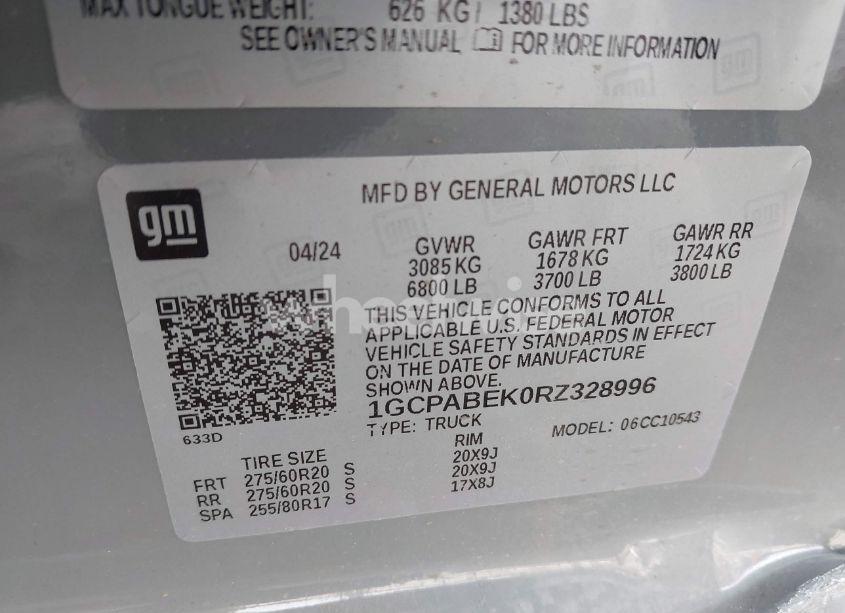 MAX TONGUE WEIGHT: 626 KG / 1380 LBS
SEE OWNER'S MANUAL FOR MORE INFORMATION
gm
MFD BY GENERAL MOTORS LLC
04/24
GVWR GAWR FRT GAWR RR
3085 KG 1678 KG 1724 KG
6800 LB 3700 LB 3800 LB
THIS VEHICLE CONFORMS TO ALL
APPLICABLE U.S. FEDERAL MOTOR
VEHICLE SAFETY STANDARDS IN EFFECT
ON THE DATE OF MANUFACTURE
SHOWN ABOVE.
1GCPABEK0RZ328996
TYPE: TRUCK MODEL: 06CC10543
633D
TIRE SIZE RIM
FRT 275/60R20 S 20X9J
RR 275/60R20 S 20X9J
SPA 255/80R17 S 17X8J